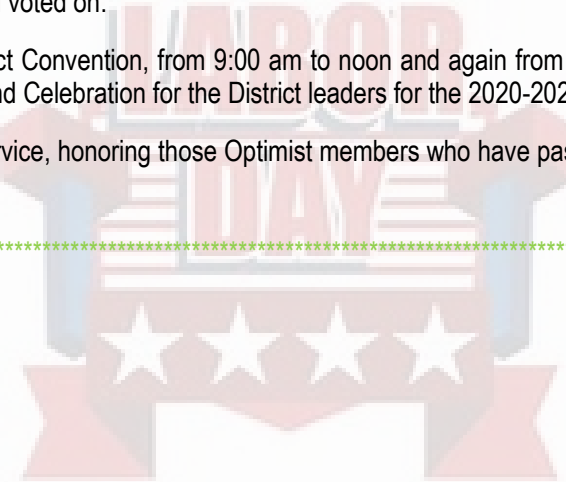 voted on.
ct Convention, from 9:00 am to noon and again from
nd Celebration for the District leaders for the 2020-202
rvice, honoring those Optimist members who have pas
LABOR
DAY